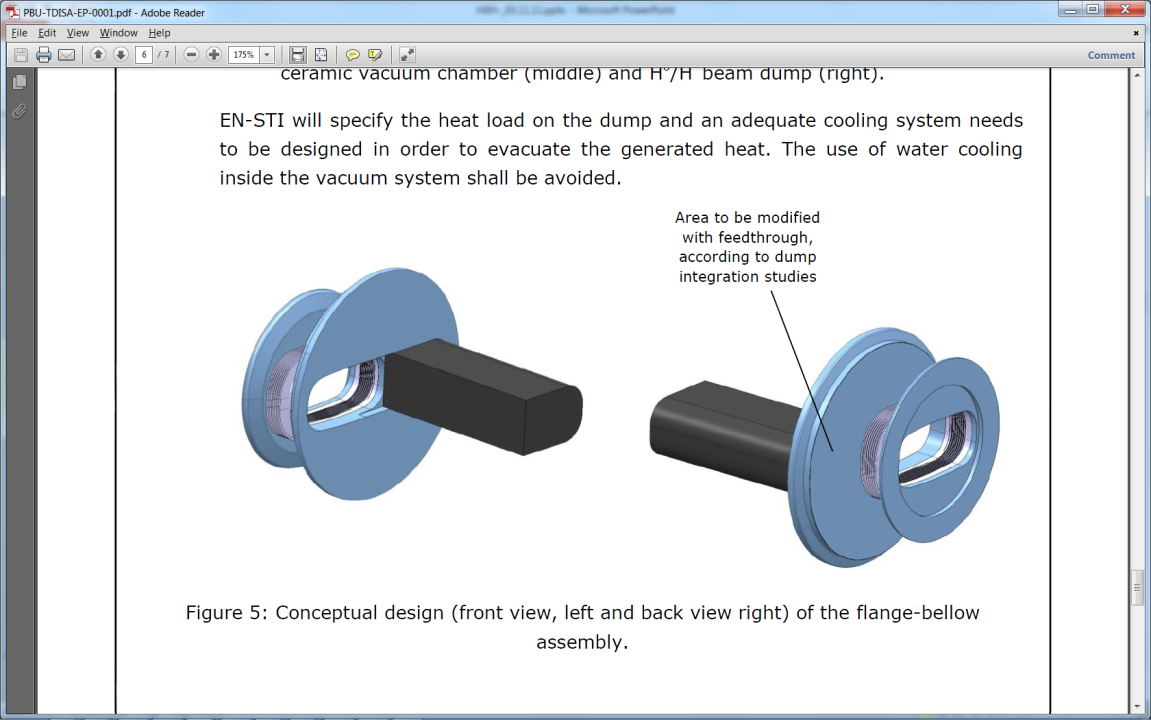 PBU-TDISA-EP-0001.pdf - Adobe Reader
File Edit View Window Help
6 / 7 175% Comment
ceramic vacuum chamber (middle) and H⁰/H beam dump (right).
EN-STI will specify the heat load on the dump and an adequate cooling system needs
to be designed in order to evacuate the generated heat. The use of water cooling
inside the vacuum system shall be avoided.
Area to be modified
with feedthrough,
according to dump
integration studies
Figure 5: Conceptual design (front view, left and back view right) of the flange-bellow
assembly.